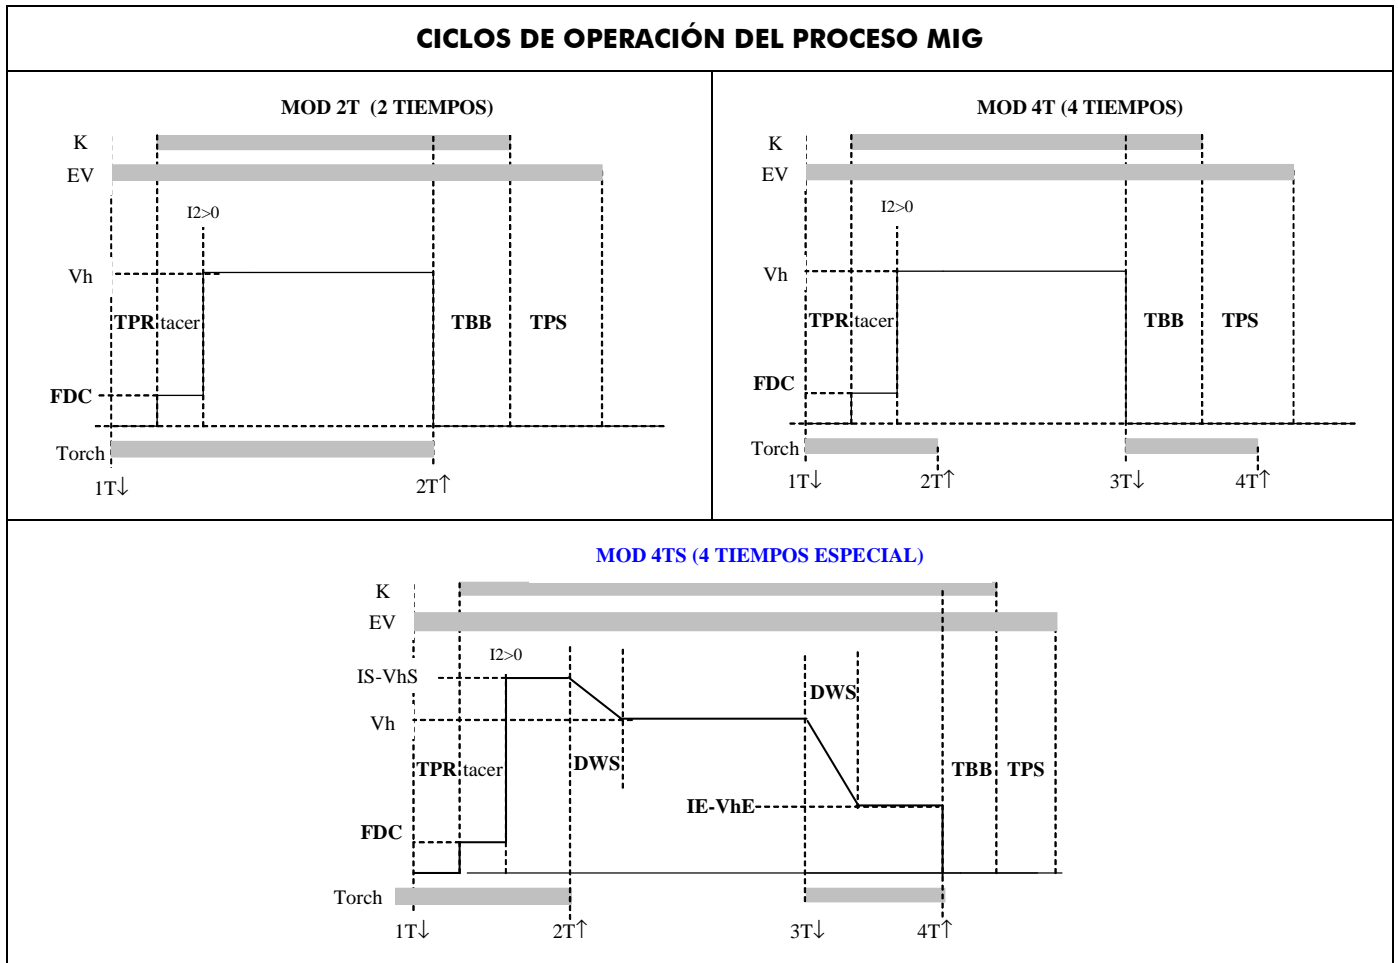 CICLOS DE OPERACIÓN DEL PROCESO MIG
MOD 2T (2 TIEMPOS)
K
EV
I2>0
Vh
TPR tacer TBB TPS
FDC
Torch
1T↓ 2T↑
MOD 4T (4 TIEMPOS)
K
EV
I2>0
Vh
TPR tacer TBB TPS
FDC
Torch
1T↓ 2T↑ 3T↓ 4T↑
MOD 4TS (4 TIEMPOS ESPECIAL)
K
EV
I2>0
IS-VhS
DWS
Vh
TPR tacer DWS TBB TPS
IE-VhE
FDC
Torch
1T↓ 2T↑ 3T↓ 4T↑